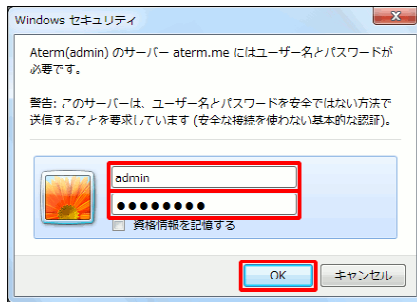 Windows セキュリティ
Aterm(admin) のサーバー aterm.me にはユーザー名とパスワードが
必要です。
警告: このサーバーは、ユーザー名とパスワードを安全ではない方法で
送信することを要求しています (安全な接続を使わない基本的な認証)。
admin
●●●●●●●●
資格情報を記憶する
OK
キャンセル